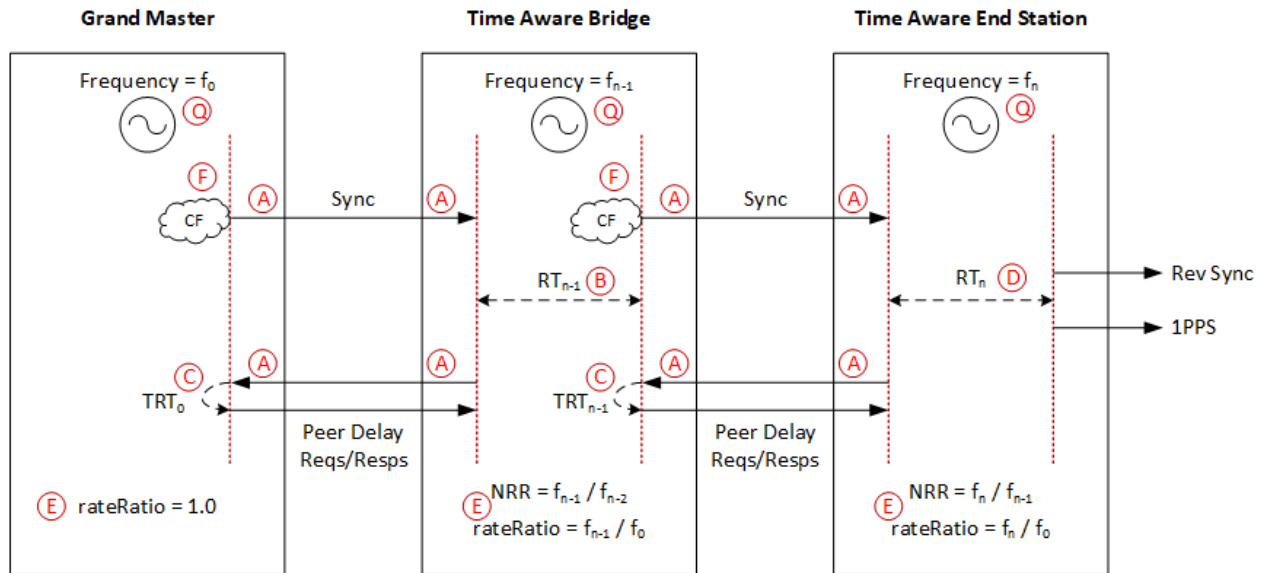 Grand Master
Time Aware Bridge
Time Aware End Station
Frequency = f₀
Frequency = fₙ₋₁
Frequency = fₙ
Q
Q
Q
F
F
CF
CF
A
Sync
A
A
Sync
A
RTₙ₋₁
B
RTₙ
D
Rev Sync
1PPS
C
A
A
C
A
A
TRT₀
TRTₙ₋₁
Peer Delay
Reqs/Resps
Peer Delay
Reqs/Resps
E
rateRatio = 1.0
E
NRR = fₙ₋₁ / fₙ₋₂
rateRatio = fₙ₋₁ / f₀
E
NRR = fₙ / fₙ₋₁
rateRatio = fₙ / f₀